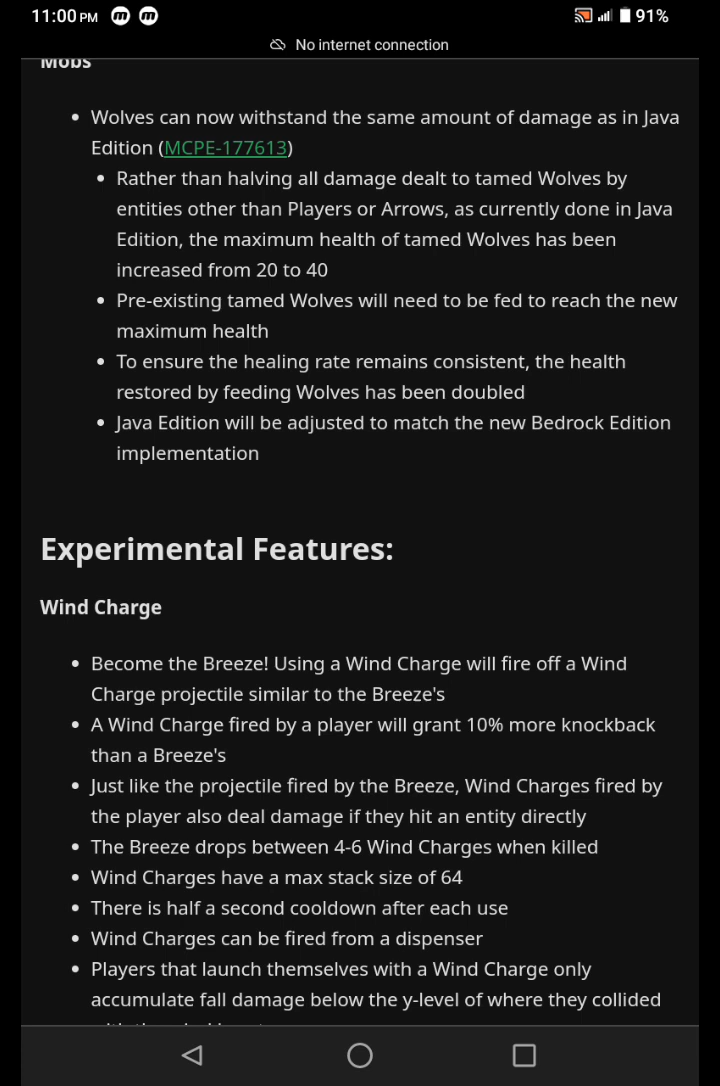 11:00 PM
91%
No internet connection
Mobs
Wolves can now withstand the same amount of damage as in Java
Edition (MCPE-177613)
Rather than halving all damage dealt to tamed Wolves by
entities other than Players or Arrows, as currently done in Java
Edition, the maximum health of tamed Wolves has been
increased from 20 to 40
Pre-existing tamed Wolves will need to be fed to reach the new
maximum health
To ensure the healing rate remains consistent, the health
restored by feeding Wolves has been doubled
Java Edition will be adjusted to match the new Bedrock Edition
implementation
Experimental Features:
Wind Charge
Become the Breeze! Using a Wind Charge will fire off a Wind
Charge projectile similar to the Breeze's
A Wind Charge fired by a player will grant 10% more knockback
than a Breeze's
Just like the projectile fired by the Breeze, Wind Charges fired by
the player also deal damage if they hit an entity directly
The Breeze drops between 4-6 Wind Charges when killed
Wind Charges have a max stack size of 64
There is half a second cooldown after each use
Wind Charges can be fired from a dispenser
Players that launch themselves with a Wind Charge only
accumulate fall damage below the y-level of where they collided